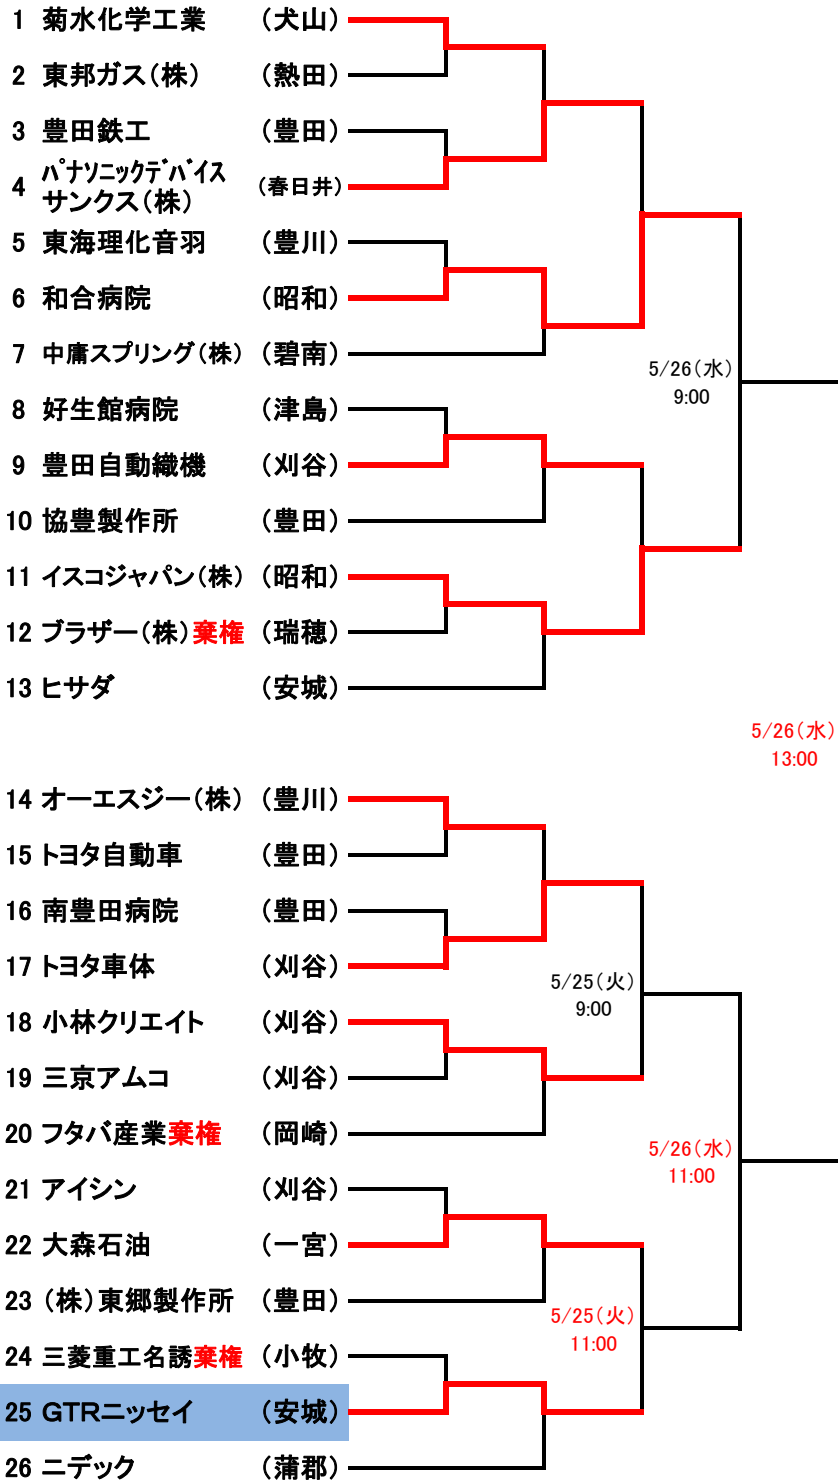 1 菊水化学工業 （犬山）
2 東邦ガス（株） （熱田）
3 豊田鉄工 （豊田）
4 ﾊﾟﾅｿﾆｯｸﾃﾞﾊﾞｲｽ
サンクス（株） （春日井）
5 東海理化音羽 （豊川）
6 和合病院 （昭和）
7 中庸スプリング（株） （碧南）
5/26（水）
9:00
8 好生館病院 （津島）
9 豊田自動織機 （刈谷）
10 協豊製作所 （豊田）
11 イスコジャパン（株） （昭和）
12 ブラザー（株）棄権 （瑞穂）
13 ヒサダ （安城）
5/26（水）
13:00
14 オーエスジー（株） （豊川）
15 トヨタ自動車 （豊田）
16 南豊田病院 （豊田）
17 トヨタ車体 （刈谷）
5/25（火）
9:00
18 小林クリエイト （刈谷）
19 三京アムコ （刈谷）
20 フタバ産業棄権 （岡崎）
5/26（水）
11:00
21 アイシン （刈谷）
22 大森石油 （一宮）
23 （株）東郷製作所 （豊田）
5/25（火）
11:00
24 三菱重工名誘棄権 （小牧）
25 GTRニッセイ （安城）
26 ニデック （蒲郡）